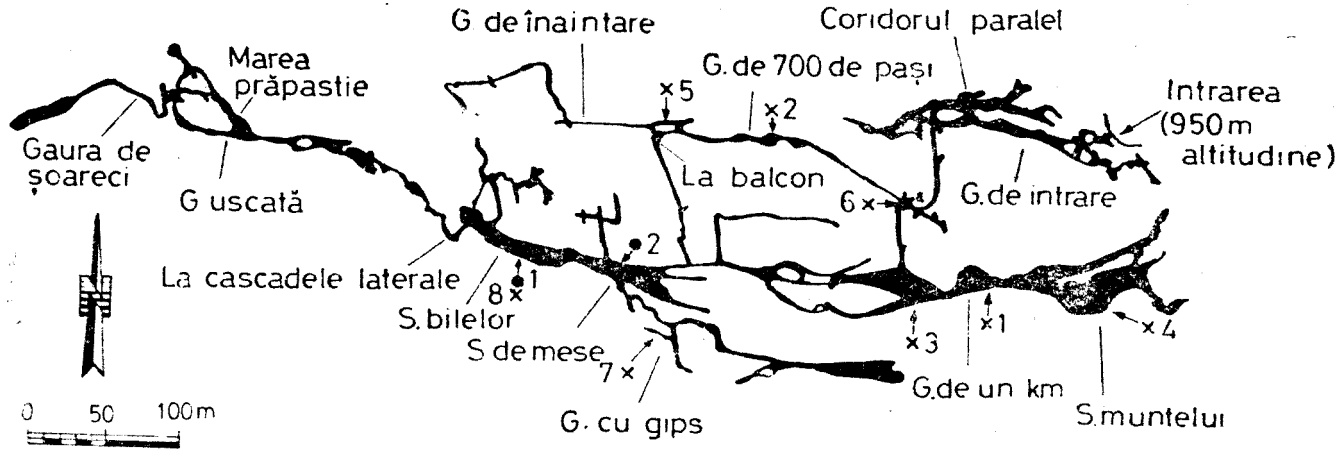 G. de înaintare
Coridorul paralel
Marea
prăpastie
G. de 700 de pași
×5
×2
Intrarea
(950m
altitudine)
Gaura de
șoareci
G uscată
La balcon
6×
G. de intrare
2
La cascadele laterale
1
8×
S. bilelor
S de mese
7×
×3
×1
×4
G. de un km
S. muntelui
G. cu gips
0 50 100m